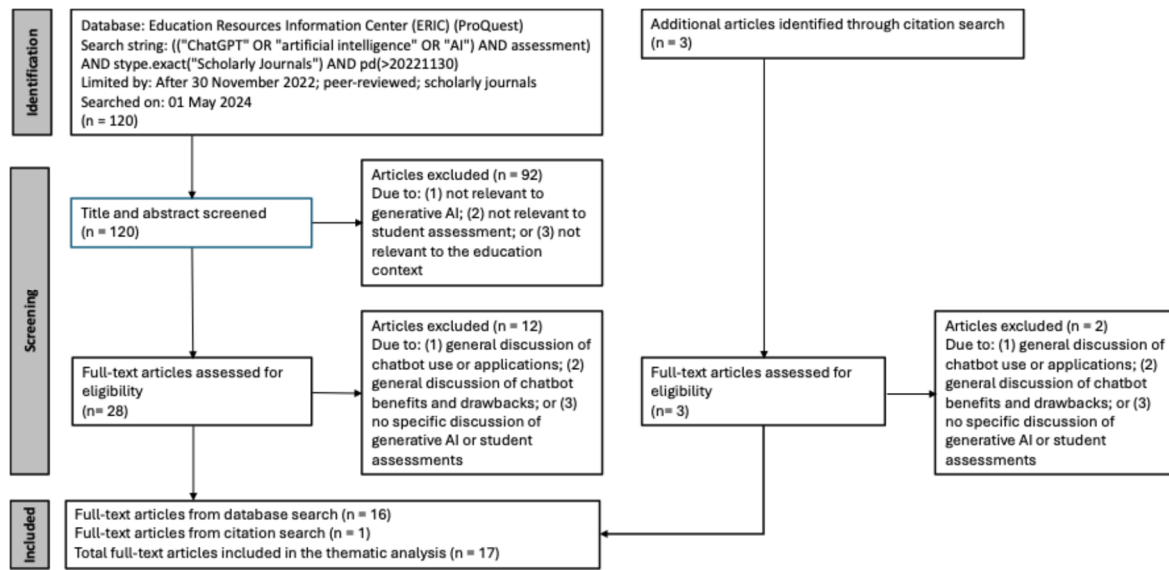 Identification
Database: Education Resources Information Center (ERIC) (ProQuest)
Search string: (("ChatGPT" OR "artificial intelligence" OR "AI") AND assessment)
AND stype.exact("Scholarly Journals") AND pd(>20221130)
Limited by: After 30 November 2022; peer-reviewed; scholarly journals
Searched on: 01 May 2024
(n = 120)
Additional articles identified through citation search
(n = 3)
Screening
Title and abstract screened
(n = 120)
Articles excluded (n = 92)
Due to: (1) not relevant to
generative AI; (2) not relevant to
student assessment; or (3) not
relevant to the education
context
Full-text articles assessed for
eligibility
(n= 28)
Articles excluded (n = 12)
Due to: (1) general discussion of
chatbot use or applications; (2)
general discussion of chatbot
benefits and drawbacks; or (3)
no specific discussion of
generative AI or student
assessments
Full-text articles assessed for
eligibility
(n= 3)
Articles excluded (n = 2)
Due to: (1) general discussion of
chatbot use or applications; (2)
general discussion of chatbot
benefits and drawbacks; or (3)
no specific discussion of
generative AI or student
assessments
Included
Full-text articles from database search (n = 16)
Full-text articles from citation search (n = 1)
Total full-text articles included in the thematic analysis (n = 17)